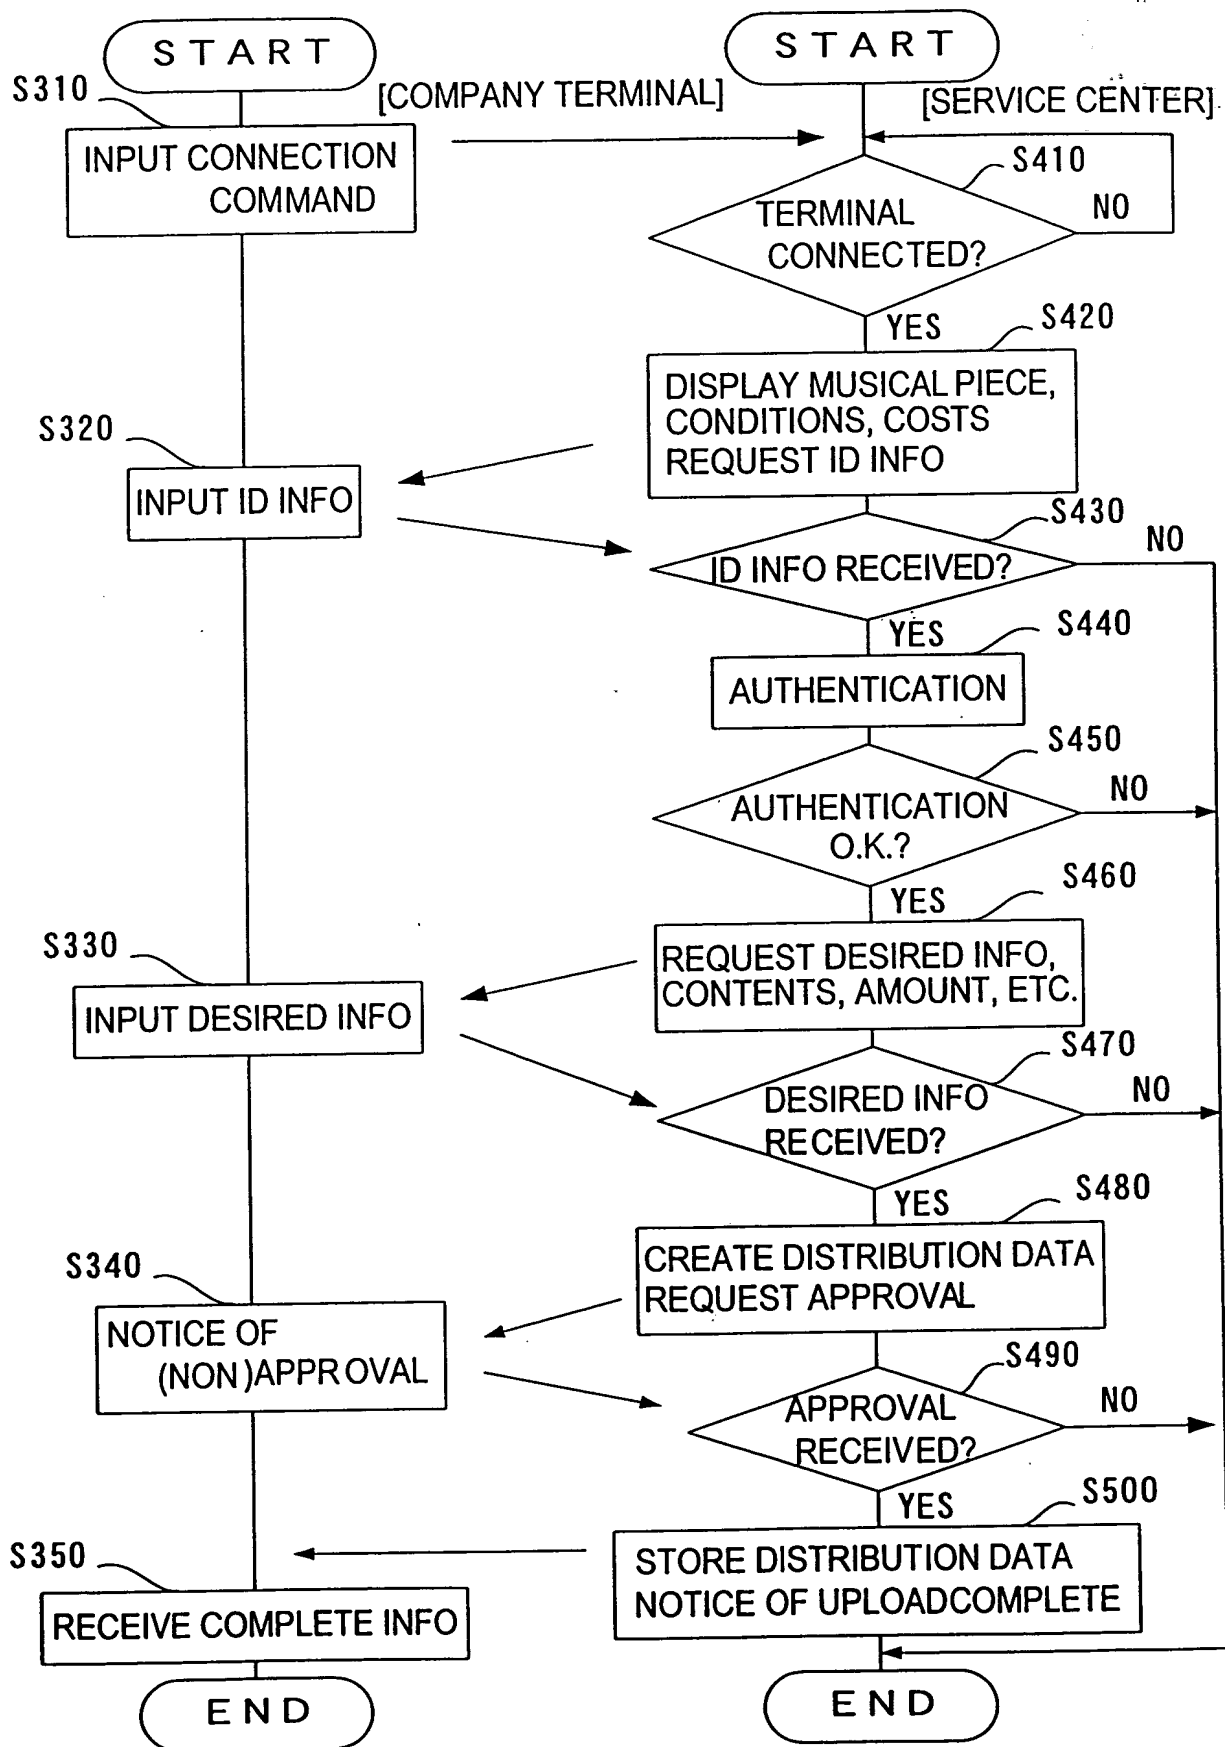 START
START
S310
[COMPANY TERMINAL]
[SERVICE CENTER]
INPUT CONNECTION
COMMAND
S410
TERMINAL
CONNECTED?
NO
YES
S420
DISPLAY MUSICAL PIECE,
CONDITIONS, COSTS
REQUEST ID INFO
S320
INPUT ID INFO
S430
ID INFO RECEIVED?
NO
YES
S440
AUTHENTICATION
S450
AUTHENTICATION
O.K.?
NO
YES
S460
REQUEST DESIRED INFO,
CONTENTS, AMOUNT, ETC.
S330
INPUT DESIRED INFO
S470
DESIRED INFO
RECEIVED?
NO
YES
S480
CREATE DISTRIBUTION DATA
REQUEST APPROVAL
S340
NOTICE OF
(NON)APPROVAL
S490
APPROVAL
RECEIVED?
NO
YES
S500
STORE DISTRIBUTION DATA
NOTICE OF UPLOADCOMPLETE
S350
RECEIVE COMPLETE INFO
END
END